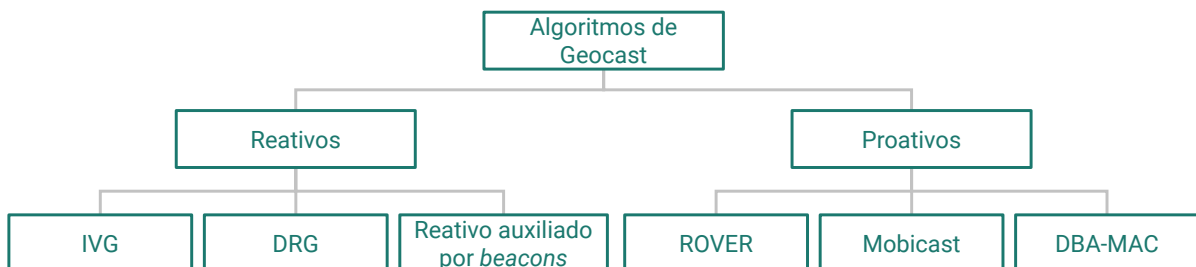 Algoritmos de
Geocast
Reativos
Proativos
IVG
DRG
Reativo auxiliado
por beacons
ROVER
Mobicast
DBA-MAC